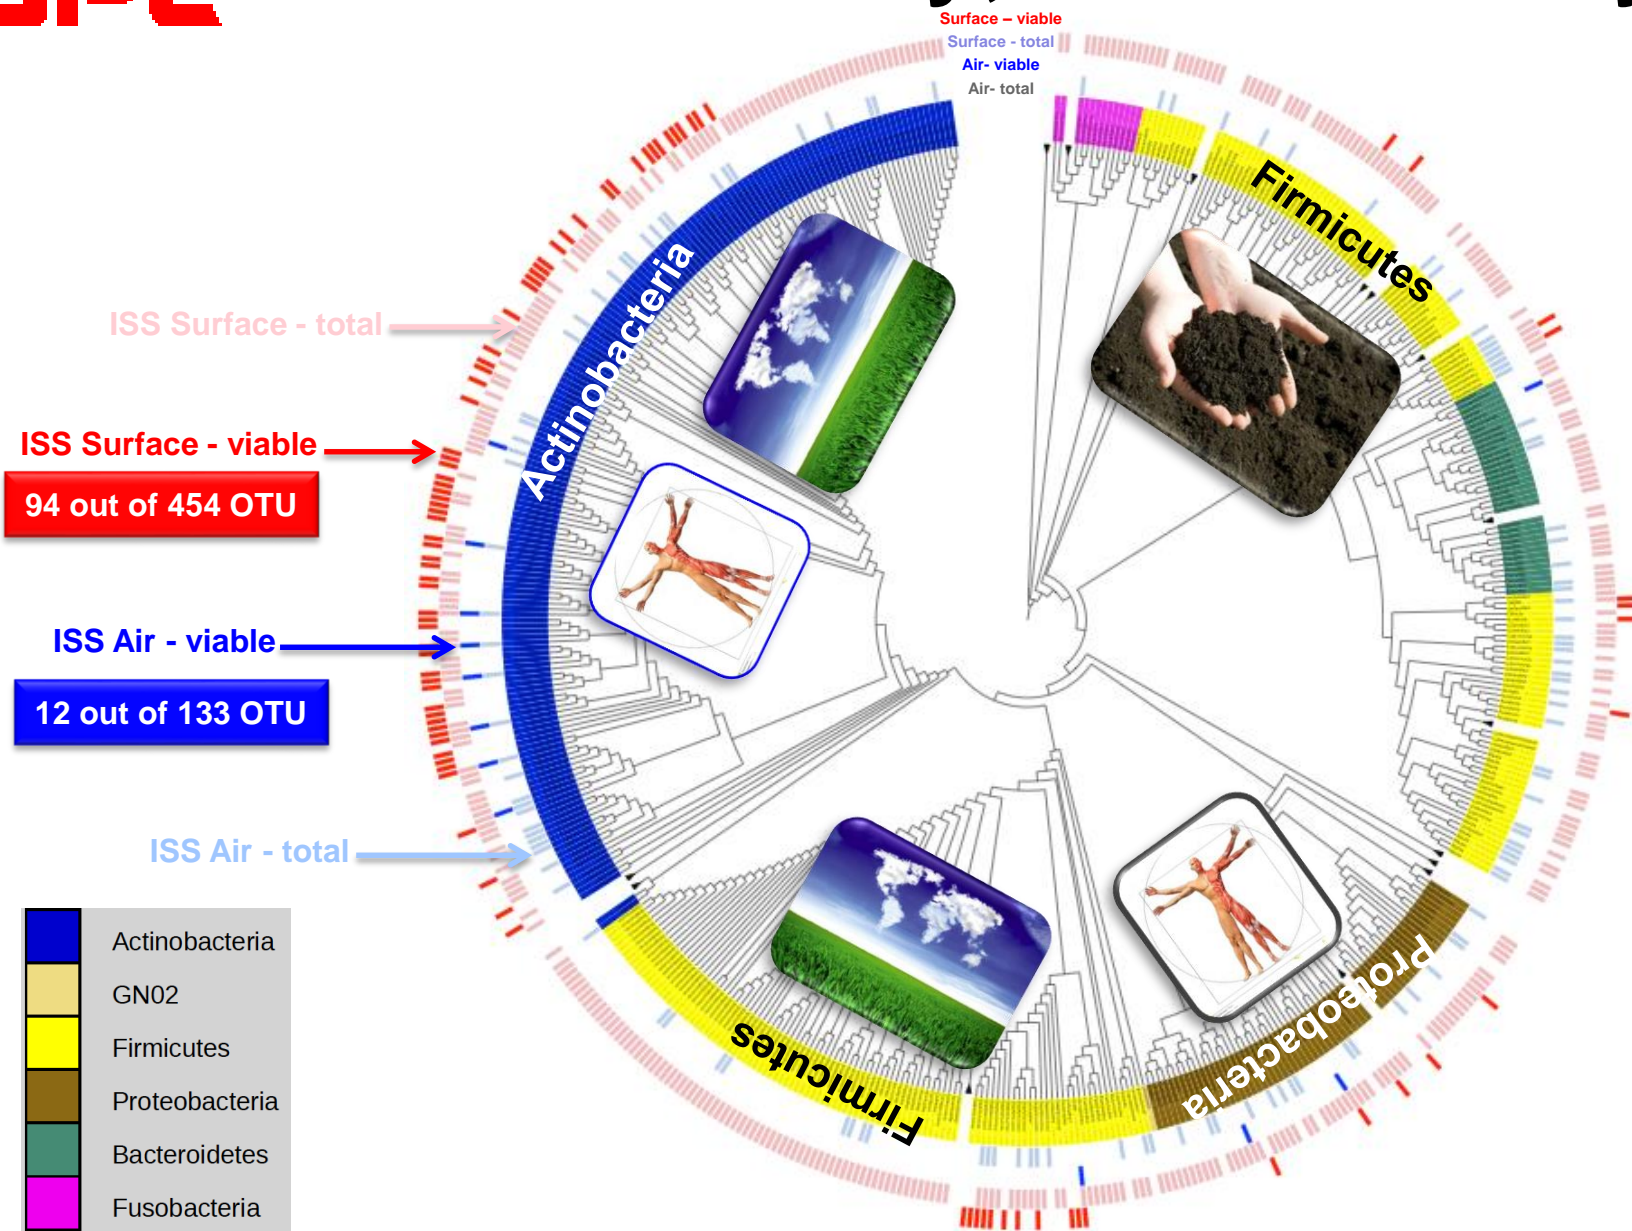 Surface – viable
Surface - total
Air- viable
Air- total
Firmicutes
Actinobacteria
ISS Surface - total
ISS Surface - viable
94 out of 454 OTU
ISS Air - viable
12 out of 133 OTU
ISS Air - total
Proteobacteria
Firmicutes
Actinobacteria
GN02
Firmicutes
Proteobacteria
Bacteroidetes
Fusobacteria